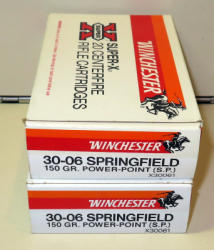 SUPER-X
20 CENTERFIRE
RIFLE CARTRIDGES
WINCHESTER
WINCHESTER
30-06 SPRINGFIELD
150 GR. POWER-POINT (S.P.)
X30061
WINCHESTER
30-06 SPRINGFIELD
150 GR. POWER-POINT (S.P.)
X30061